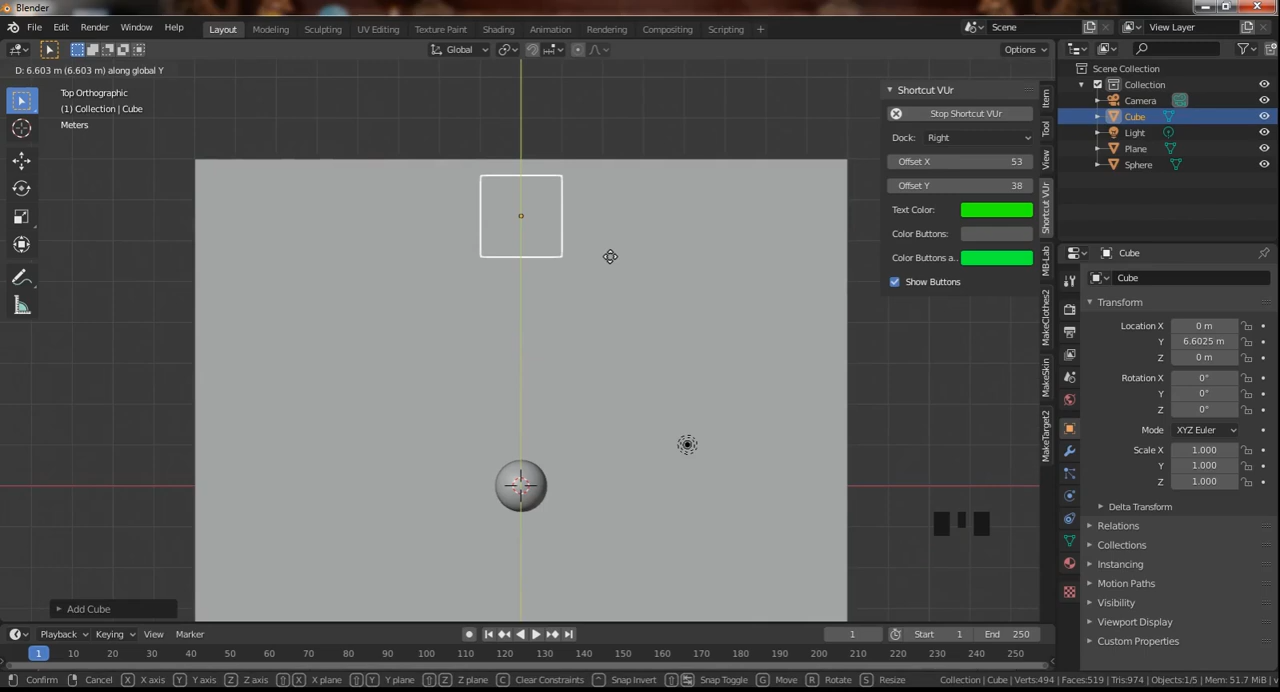 Blender
File Edit Render Window Help
Layout Modeling Sculpting UV Editing Texture Paint Shading Animation Rendering Compositing Scripting +
Scene View Layer
Global Options
D: 6.603 m (6.603 m) along global Y
Top Orthographic
(1) Collection | Cube
Meters
Shortcut VUr
Stop Shortcut VUr
Dock: Right
Offset X 53
Offset Y 38
Text Color:
Color Buttons:
Color Buttons a..
Show Buttons
Item
Tool
View
Shortcut VUr
MB-Lab
MakeClothes2
MakeSkin
MakeTarget2
Scene Collection
Collection
Camera
Cube
Light
Plane
Sphere
Cube
Cube
Transform
Location X 0 m
Y 6.6025 m
Z 0 m
Rotation X 0°
Y 0°
Z 0°
Mode XYZ Euler
Scale X 1.000
Y 1.000
Z 1.000
Delta Transform
Relations
Collections
Instancing
Motion Paths
Visibility
Viewport Display
Custom Properties
Add Cube
Playback Keying View Marker 1 Start 1 End 250
1 10 20 30 40 50 60 70 80 90 100 110 120 130 140 150 160 170 180 190 200 210 220 230 240 250
Confirm Cancel X X axis Y Y axis Z Z axis X X plane Y Y plane Z Z plane C Clear Constraints Snap Invert Snap Toggle G Move R Rotate S Resize Collection | Cube | Verts:494 | Faces:519 | Tris:974 | Objects:1/5 | Mem: 51.7 MiB | v